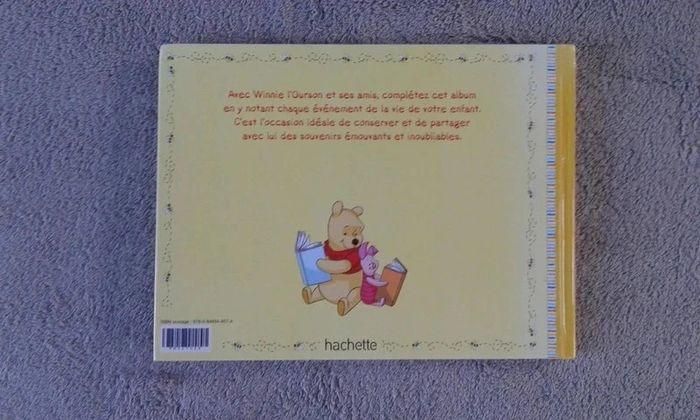 Avec Winnie l'Ourson et ses amis, complétez cet album
en y notant chaque événement de la vie de votre enfant.
C'est l'occasion idéale de conserver et de partager
avec lui des souvenirs émouvants et inoubliables.
hachette